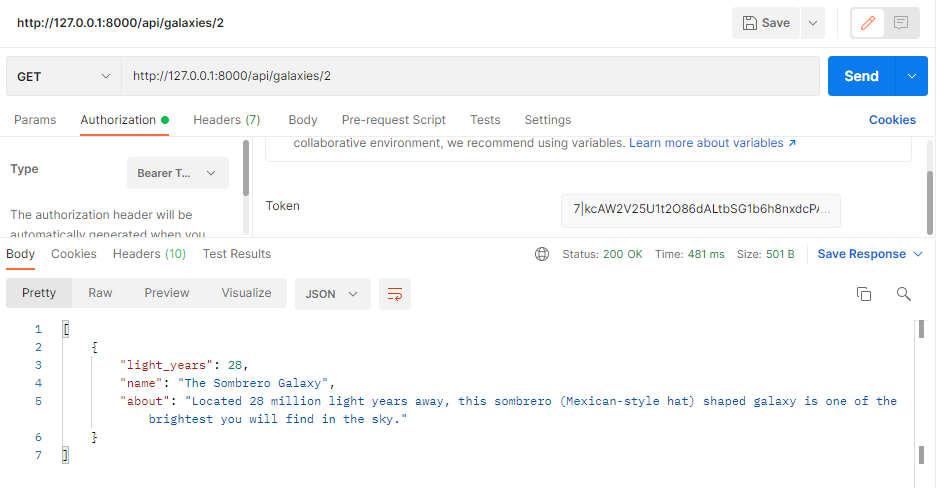 http://127.0.0.1:8000/api/galaxies/2
Save
GET
http://127.0.0.1:8000/api/galaxies/2
Send
Params Authorization Headers (7) Body Pre-request Script Tests Settings Cookies
collaborative environment, we recommend using variables. Learn more about variables ↗
Type
Bearer T...
The authorization header will be
automatically generated when you
Token
7|kcAW2V25U1t2O86dALtbSG1b6h8nxdcPA...
Body Cookies Headers (10) Test Results Status: 200 OK Time: 481 ms Size: 501 B Save Response
Pretty Raw Preview Visualize JSON
1 [
2 {
3 "light_years": 28,
4 "name": "The Sombrero Galaxy",
5 "about": "Located 28 million light years away, this sombrero (Mexican-style hat) shaped galaxy is one of the
brightest you will find in the sky."
6 }
7 ]